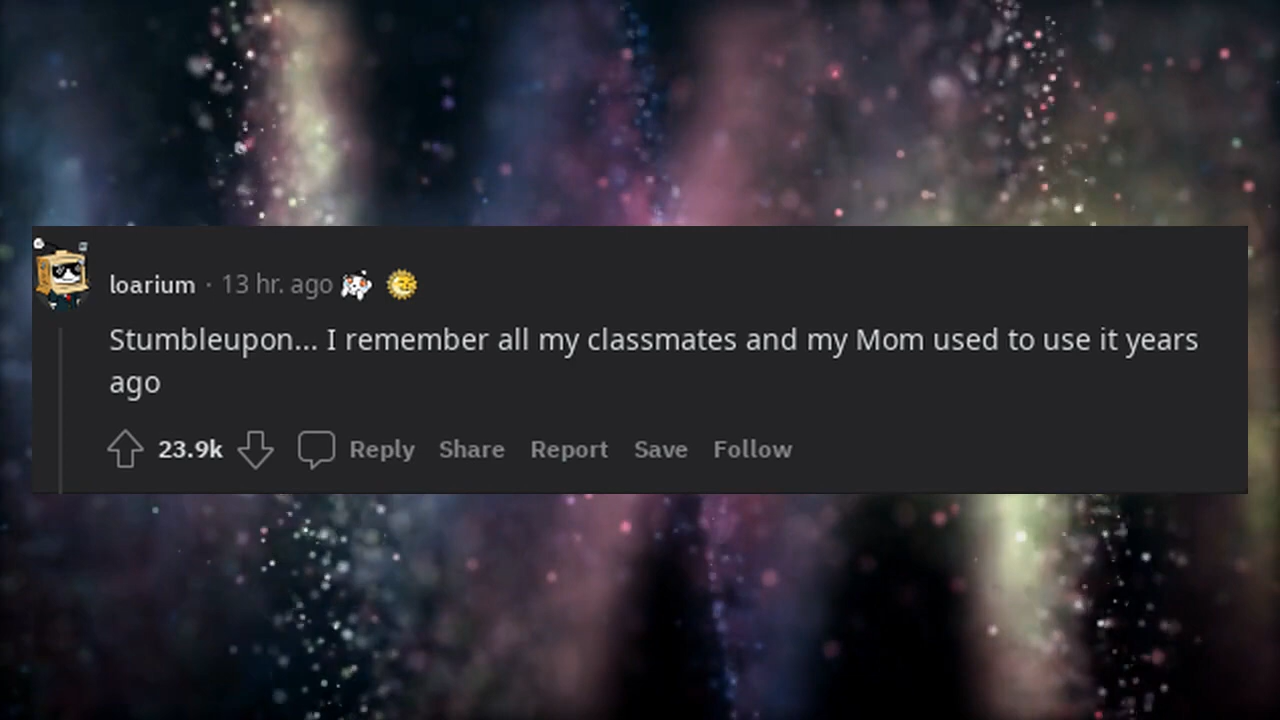 loarium · 13 hr. ago
Stumbleupon... I remember all my classmates and my Mom used to use it years
ago
23.9k Reply Share Report Save Follow